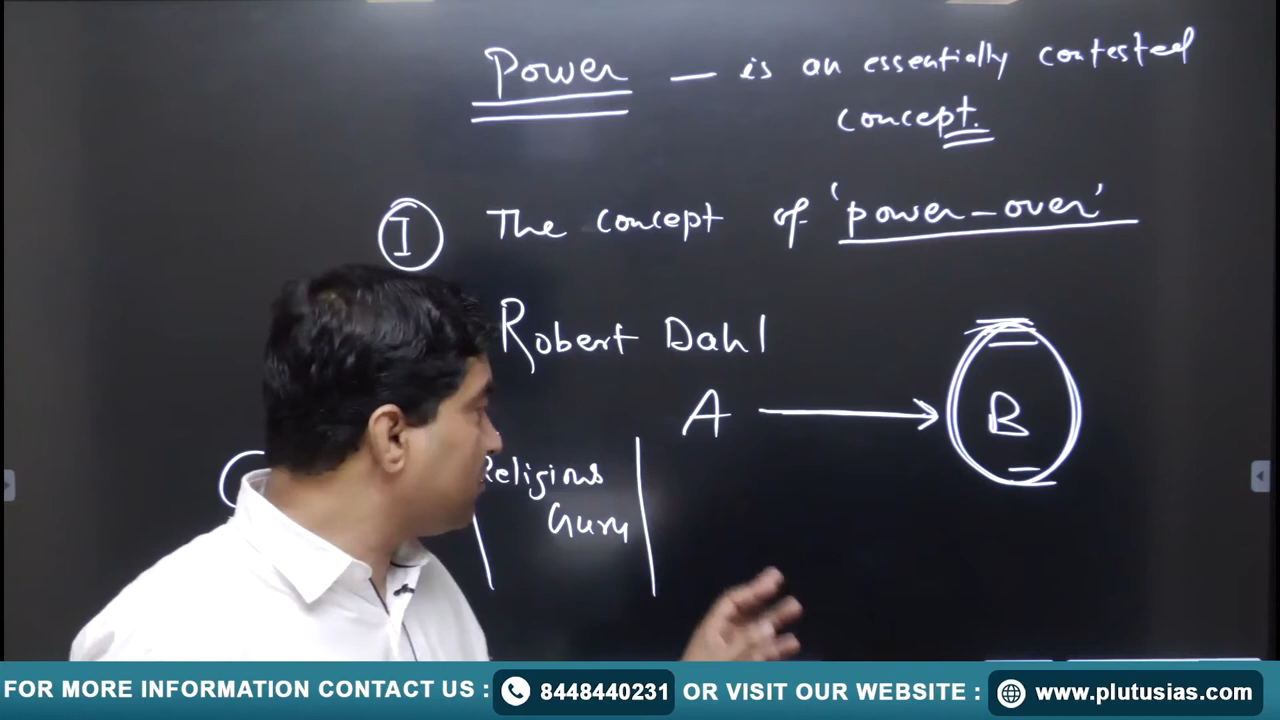 Power — is an essentially contested
concept.
I The concept of 'power-over'
Robert Dahl
A → B
Religious
Guru
FOR MORE INFORMATION CONTACT US : 8448440231 OR VISIT OUR WEBSITE : www.plutusias.com